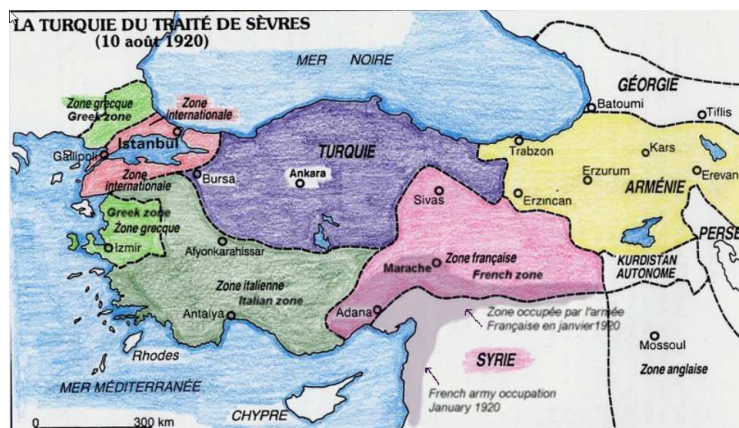 LA TURQUIE DU TRAITÉ DE SÈVRES
(10 août 1920)
MER NOIRE
GÉORGIE
Zone grecque
Greek zone
Zone
internationale
Batoumi
Tiflis
Istanbul
Gallipoli
TURQUIE
Trabzon
Kars
Zone
internationale
Bursa
Ankara
Erzurum
Erevan
ARMÉNIE
Sivas
Erzıncan
Greek zone
Zone grecque
PERSE
Izmir
Afyonkarahissar
Zone française
Marache
French zone
KURDISTAN
AUTONOME
Zone italienne
Italian zone
Antalya
Adana
Zone occupée par l'armée
Française en janvier 1920
Rhodes
Mossoul
SYRIE
Zone anglaise
MER MÉDITERRANÉE
French army occupation
January 1920
CHYPRE
0 300 km